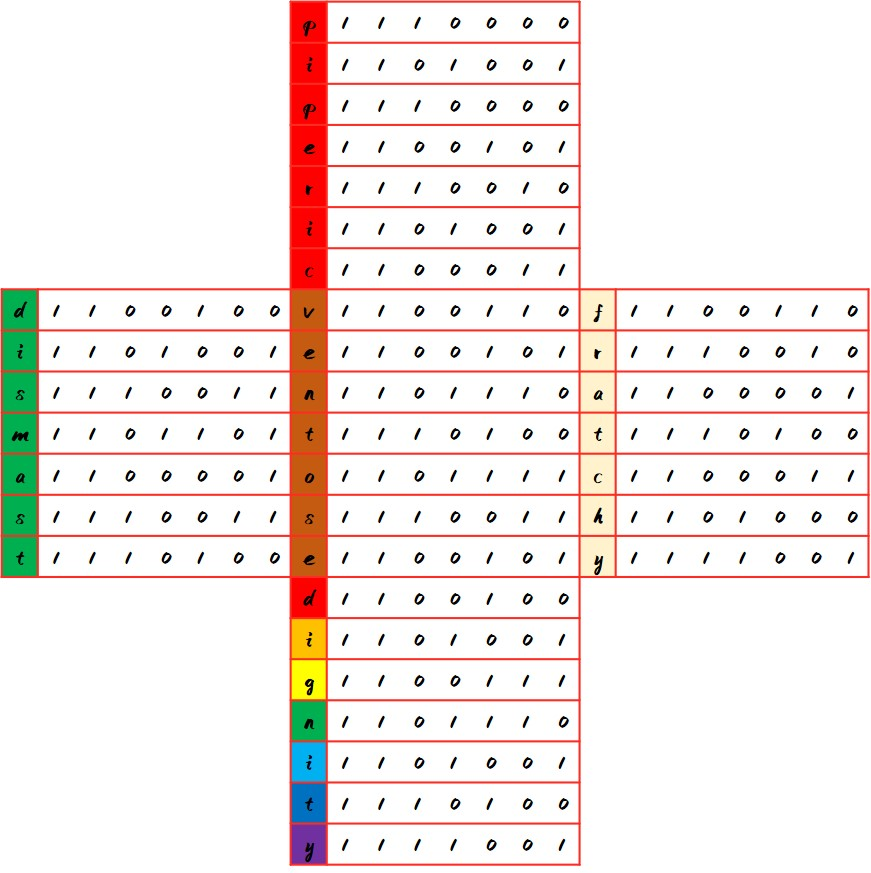 p 1 1 1 0 0 0 0
i 1 1 0 1 0 0 1
p 1 1 1 0 0 0 0
e 1 1 0 0 1 0 1
r 1 1 1 0 0 1 0
i 1 1 0 1 0 0 1
c 1 1 0 0 0 1 1
d 1 1 0 0 1 0 0 v 1 1 0 0 1 1 0 f 1 1 0 0 1 1 0
i 1 1 0 1 0 0 1 e 1 1 0 0 1 0 1 r 1 1 1 0 0 1 0
s 1 1 1 0 0 1 1 n 1 1 0 1 1 1 0 a 1 1 0 0 0 0 1
m 1 1 0 1 1 0 1 t 1 1 1 0 1 0 0 t 1 1 1 0 1 0 0
a 1 1 0 0 0 0 1 o 1 1 0 1 1 1 1 c 1 1 0 0 0 1 1
s 1 1 1 0 0 1 1 s 1 1 1 0 0 1 1 h 1 1 0 1 0 0 0
t 1 1 1 0 1 0 0 e 1 1 0 0 1 0 1 y 1 1 1 1 0 0 1
d 1 1 0 0 1 0 0
i 1 1 0 1 0 0 1
g 1 1 0 0 1 1 1
n 1 1 0 1 1 1 0
i 1 1 0 1 0 0 1
t 1 1 1 0 1 0 0
y 1 1 1 1 0 0 1